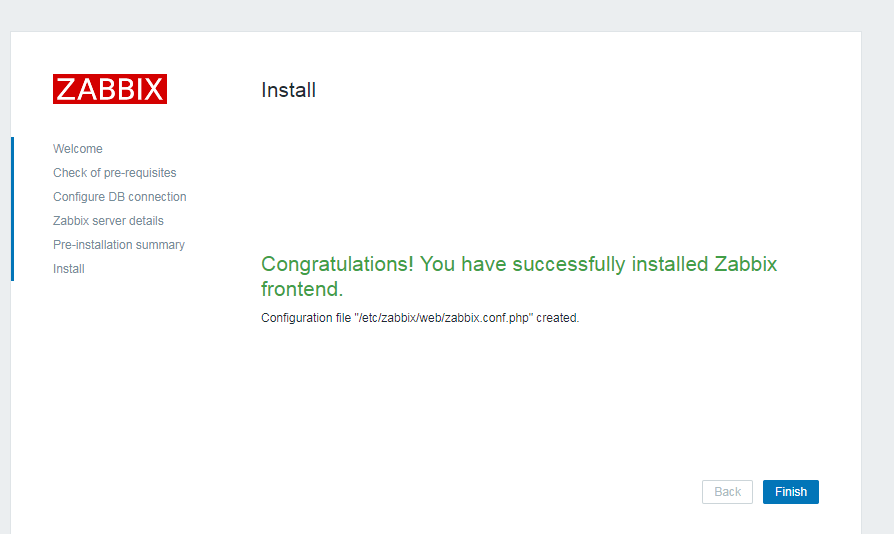 ZABBIX
Install
Welcome
Check of pre-requisites
Configure DB connection
Zabbix server details
Pre-installation summary
Install
Congratulations! You have successfully installed Zabbix
frontend.
Configuration file "/etc/zabbix/web/zabbix.conf.php" created.
Back
Finish